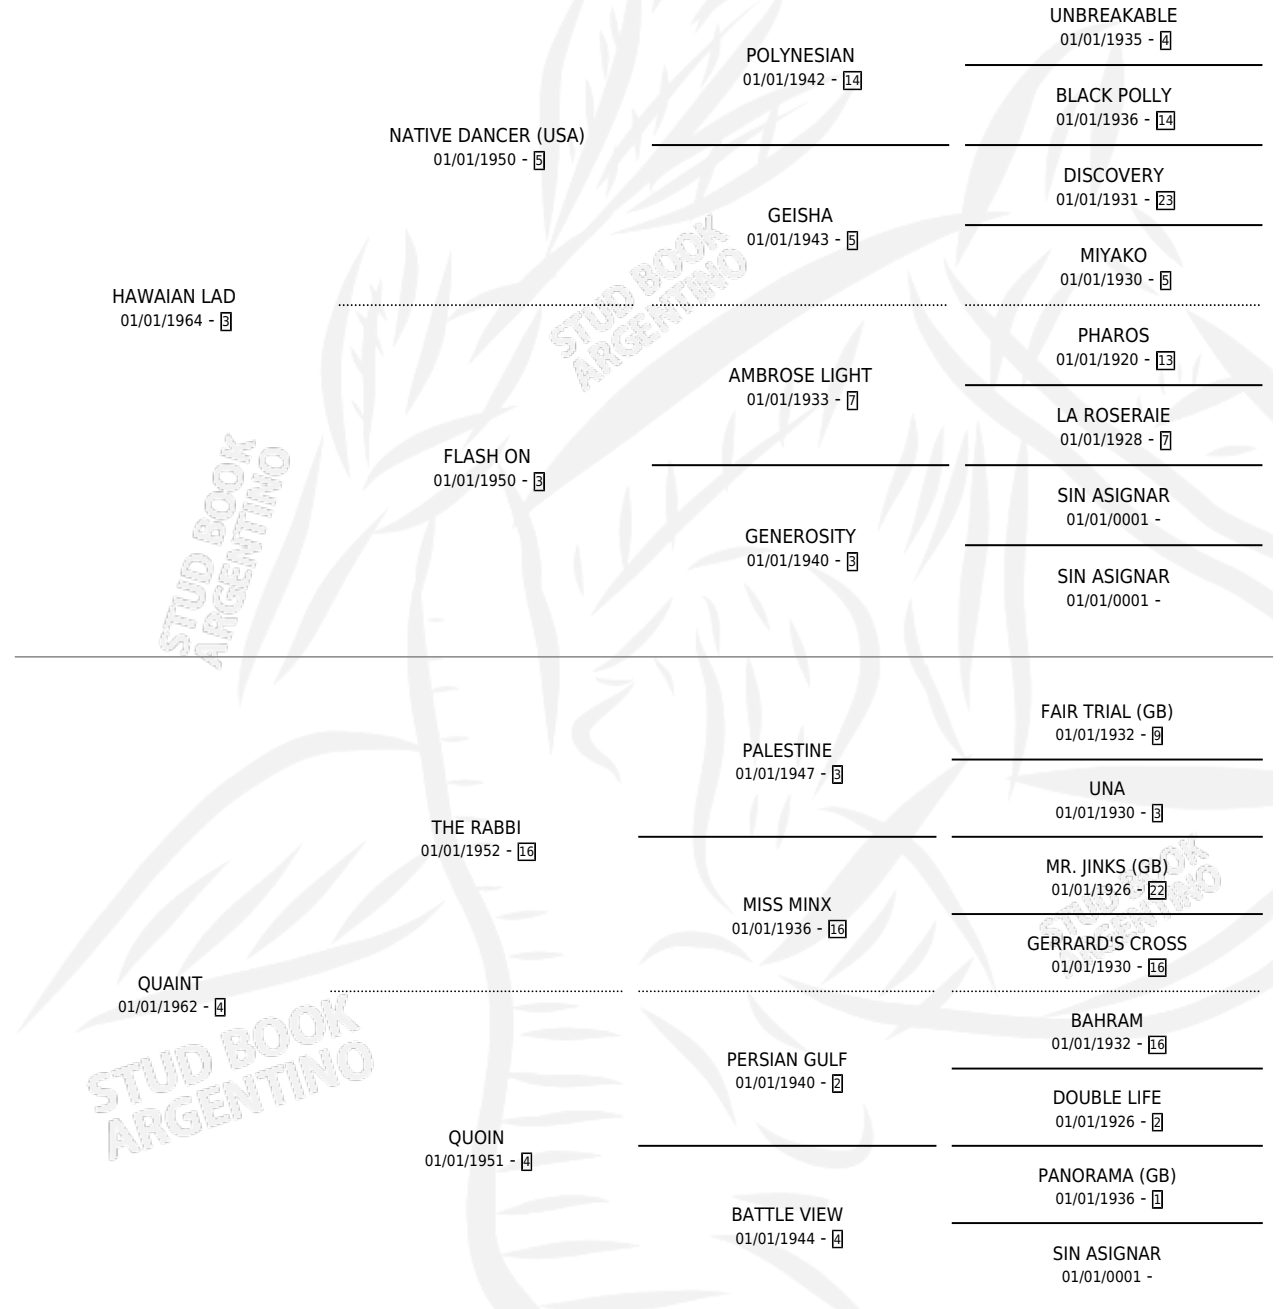 UNBREAKABLE
01/01/1935 - 4
POLYNESIAN
01/01/1942 - 14
BLACK POLLY
01/01/1936 - 14
NATIVE DANCER (USA)
01/01/1950 - 5
DISCOVERY
01/01/1931 - 23
GEISHA
01/01/1943 - 5
MIYAKO
01/01/1930 - 5
HAWAIAN LAD
01/01/1964 - 3
PHAROS
01/01/1920 - 13
AMBROSE LIGHT
01/01/1933 - 7
LA ROSERAIE
01/01/1928 - 7
FLASH ON
01/01/1950 - 3
SIN ASIGNAR
01/01/0001 -
GENEROSITY
01/01/1940 - 3
SIN ASIGNAR
01/01/0001 -
STUD BOOK
ARGENTINO
STUD BOOK
ARGENTINO
FAIR TRIAL (GB)
01/01/1932 - 9
PALESTINE
01/01/1947 - 3
UNA
01/01/1930 - 3
THE RABBI
01/01/1952 - 16
MR. JINKS (GB)
01/01/1926 - 22
MISS MINX
01/01/1936 - 16
GERRARD'S CROSS
01/01/1930 - 16
QUAINT
01/01/1962 - 4
BAHRAM
01/01/1932 - 16
PERSIAN GULF
01/01/1940 - 2
DOUBLE LIFE
01/01/1926 - 2
QUOIN
01/01/1951 - 4
PANORAMA (GB)
01/01/1936 - 1
BATTLE VIEW
01/01/1944 - 4
SIN ASIGNAR
01/01/0001 -
STUD BOOK
ARGENTINO
STUD BOOK
ARGENTINO